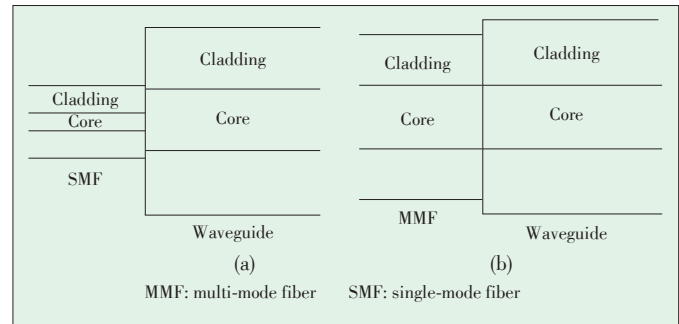 Cladding
Core
SMF
Cladding
Core
Waveguide
(a)
Cladding
Core
MMF
Cladding
Core
Waveguide
(b)
MMF: multi-mode fiber SMF: single-mode fiber